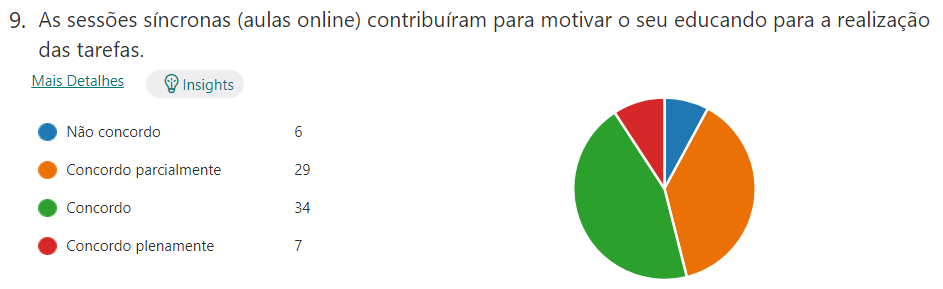 9. As sessões síncronas (aulas online) contribuíram para motivar o seu educando para a realização
das tarefas.
Mais Detalhes
Insights
Não concordo 6
Concordo parcialmente 29
Concordo 34
Concordo plenamente 7